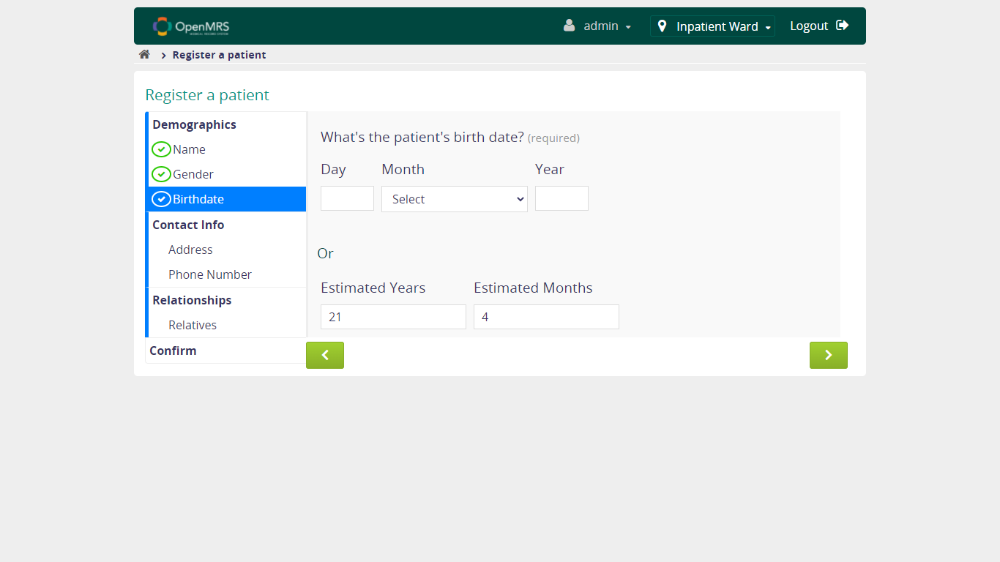 OpenMRS
admin
Inpatient Ward
Logout
Register a patient
Register a patient
Demographics
Name
Gender
Birthdate
Contact Info
Address
Phone Number
Relationships
Relatives
Confirm
What's the patient's birth date? (required)
Day Month Year
Select
Or
Estimated Years Estimated Months
21 4